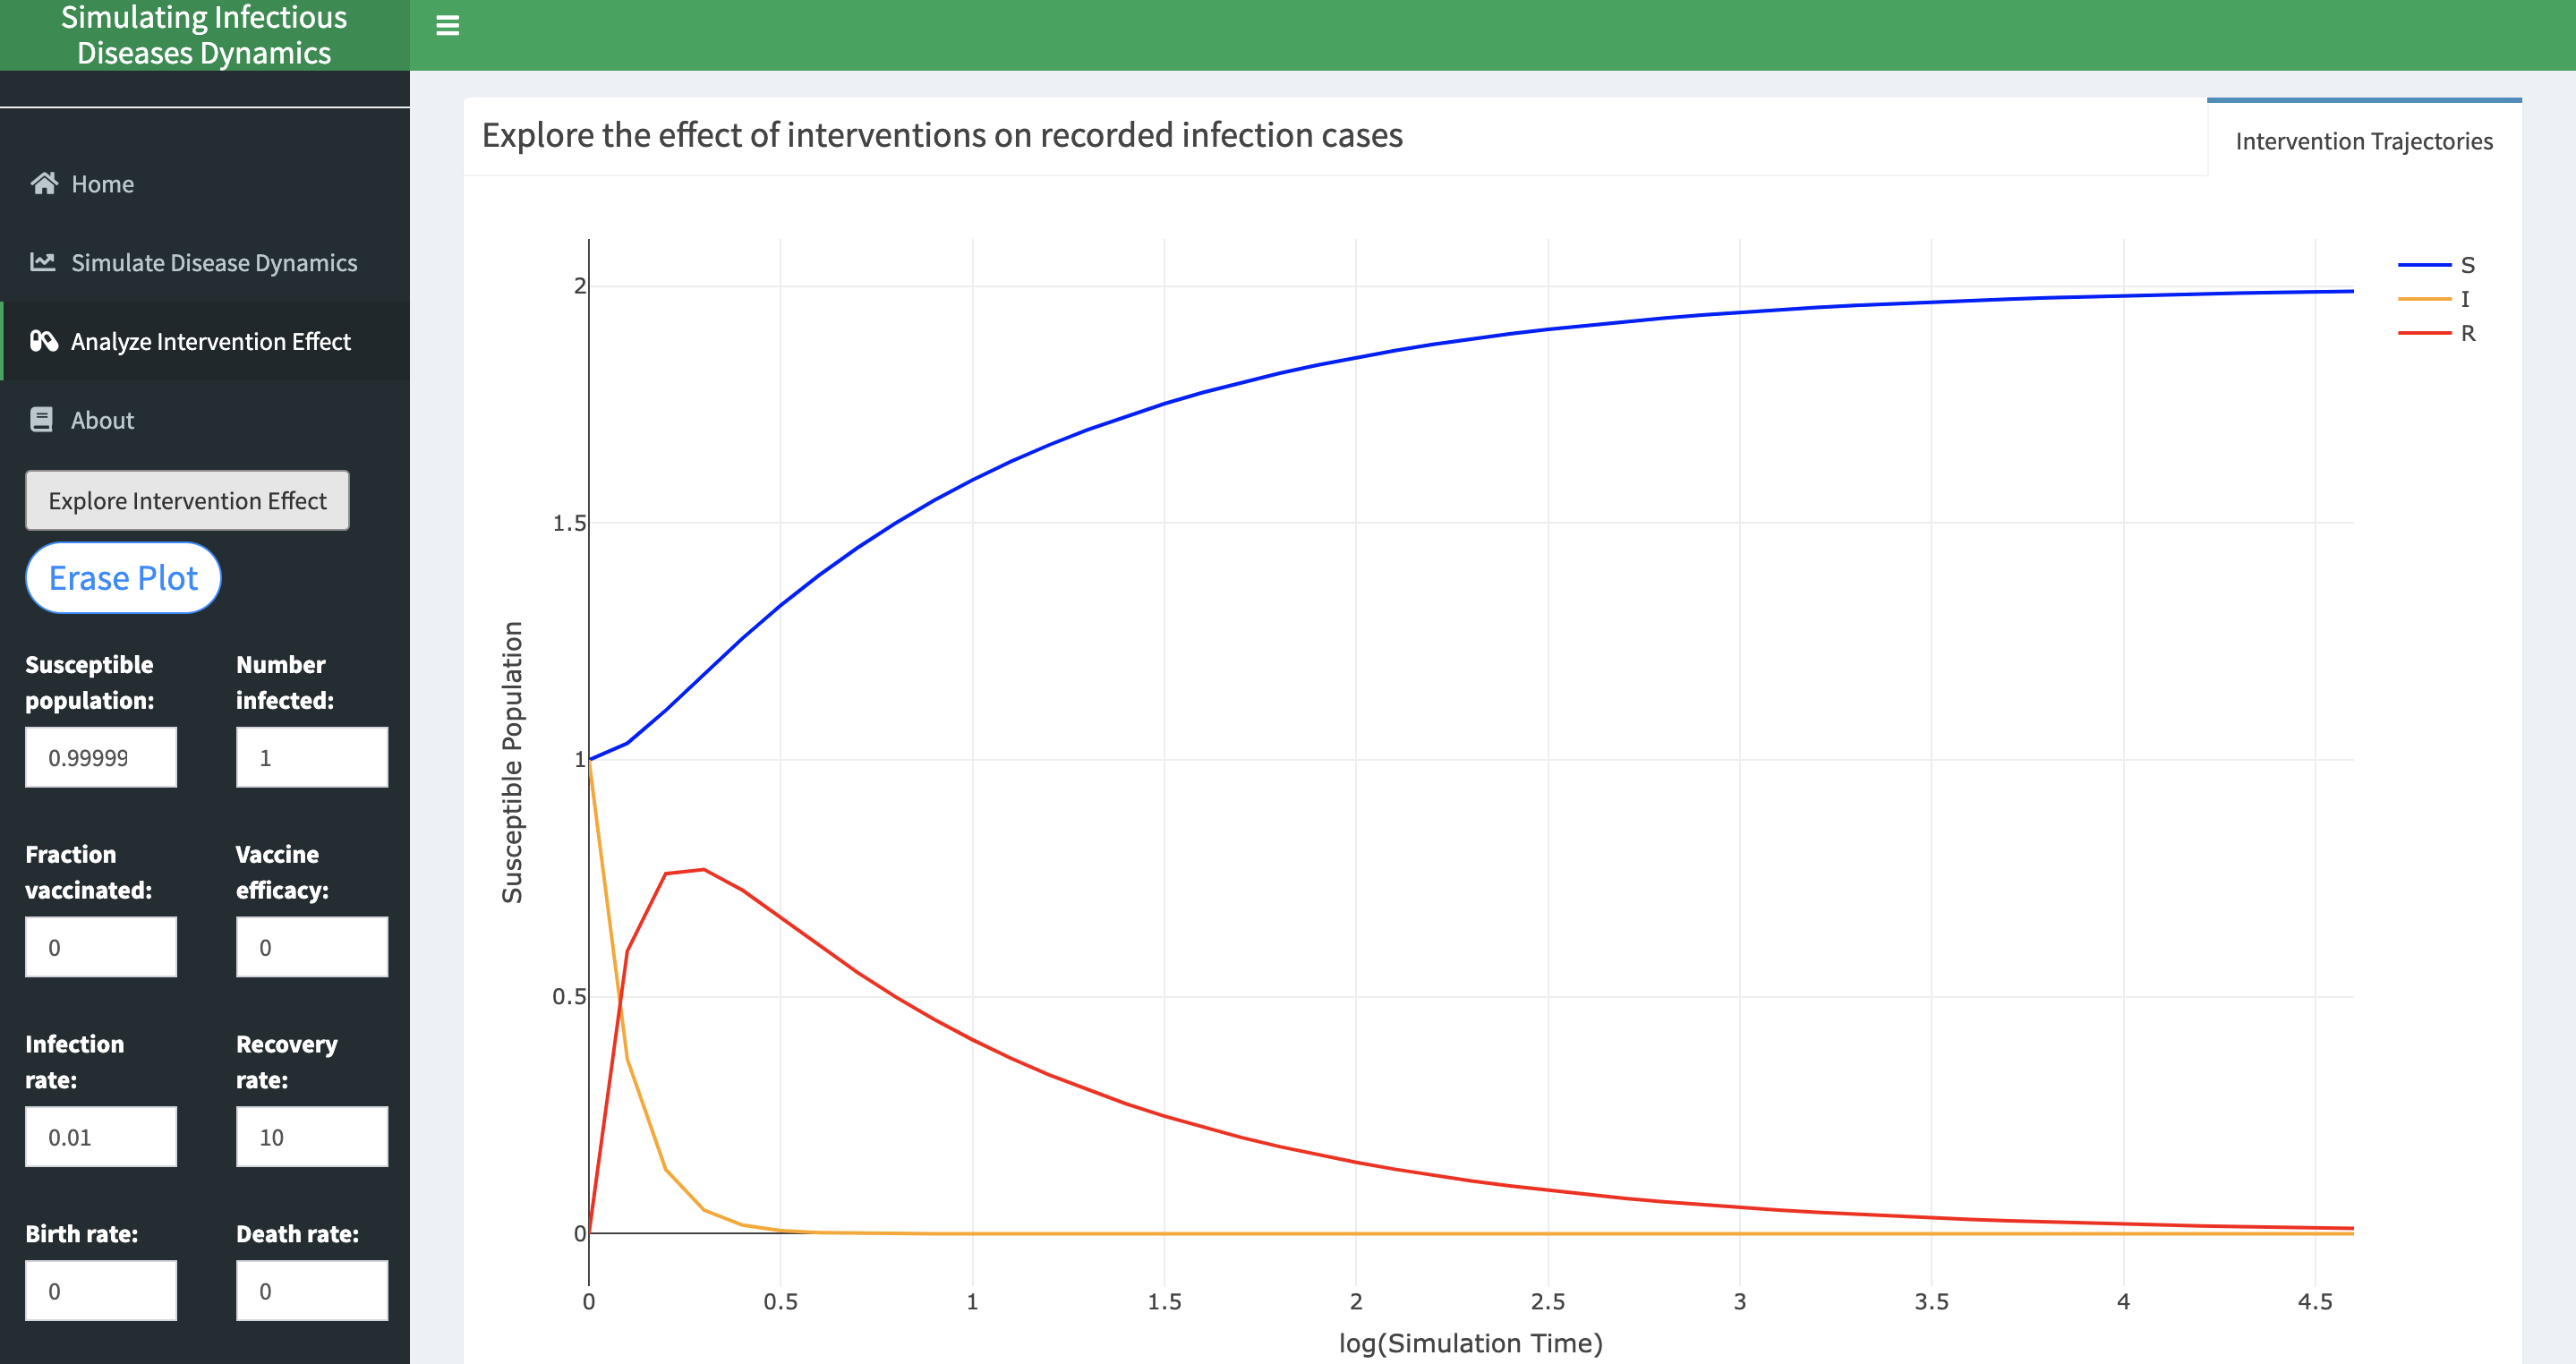 Simulating Infectious
Diseases Dynamics
Home
Simulate Disease Dynamics
Analyze Intervention Effect
About
Explore Intervention Effect
Erase Plot
Susceptible
population:
Number
infected:
0.99999
1
Fraction
vaccinated:
Vaccine
efficacy:
0
0
Infection
rate:
Recovery
rate:
0.01
10
Birth rate:
Death rate:
0
0
Explore the effect of interventions on recorded infection cases
Intervention Trajectories
S
I
R
2
1.5
1
0.5
0
Susceptible Population
0 0.5 1 1.5 2 2.5 3 3.5 4 4.5
log(Simulation Time)